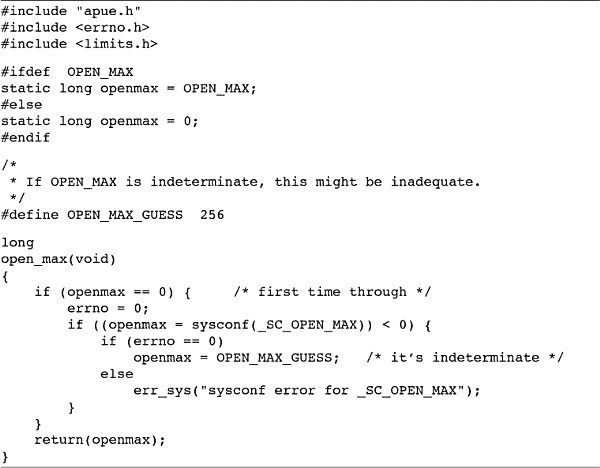 #include "apue.h"
#include <errno.h>
#include <limits.h>
#ifdef  OPEN_MAX
static long openmax = OPEN_MAX;
#else
static long openmax = 0;
#endif
/*
 * If OPEN_MAX is indeterminate, this might be inadequate.
 */
#define OPEN_MAX_GUESS  256
long
open_max(void)
{
    if (openmax == 0) {     /* first time through */
        errno = 0;
        if ((openmax = sysconf(_SC_OPEN_MAX)) < 0) {
            if (errno == 0)
                openmax = OPEN_MAX_GUESS;   /* it’s indeterminate */
            else
                err_sys("sysconf error for _SC_OPEN_MAX");
        }
    }
    return(openmax);
}